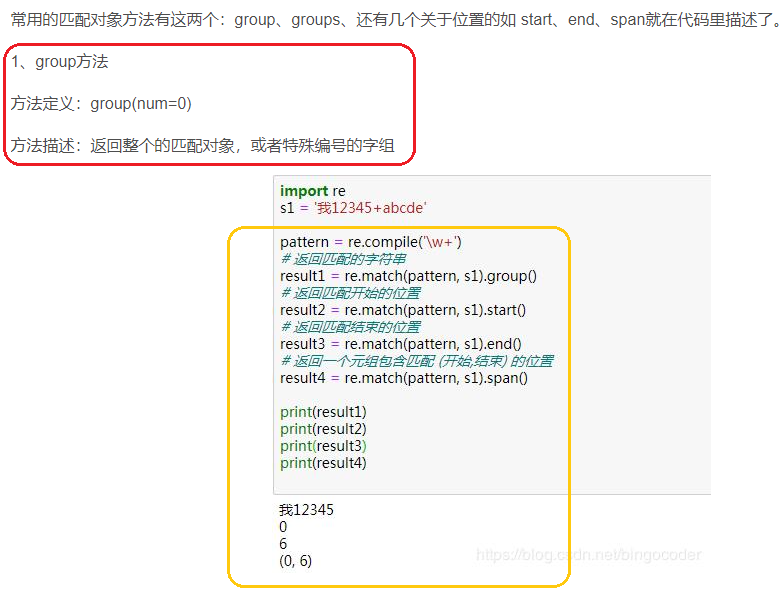 常用的匹配对象方法有这两个：group、groups、还有几个关于位置的如 start、end、span就在代码里描述了。
1、group方法
方法定义：group(num=0)
方法描述：返回整个的匹配对象，或者特殊编号的字组
import re
s1 = '我12345+abcde'
pattern = re.compile('\w+')
# 返回匹配的字符串
result1 = re.match(pattern, s1).group()
# 返回匹配开始的位置
result2 = re.match(pattern, s1).start()
# 返回匹配结束的位置
result3 = re.match(pattern, s1).end()
# 返回一个元组包含匹配 (开始,结束) 的位置
result4 = re.match(pattern, s1).span()
print(result1)
print(result2)
print(result3)
print(result4)
我12345
0
6
(0, 6)
https://blog.csdn.net/bingocoder